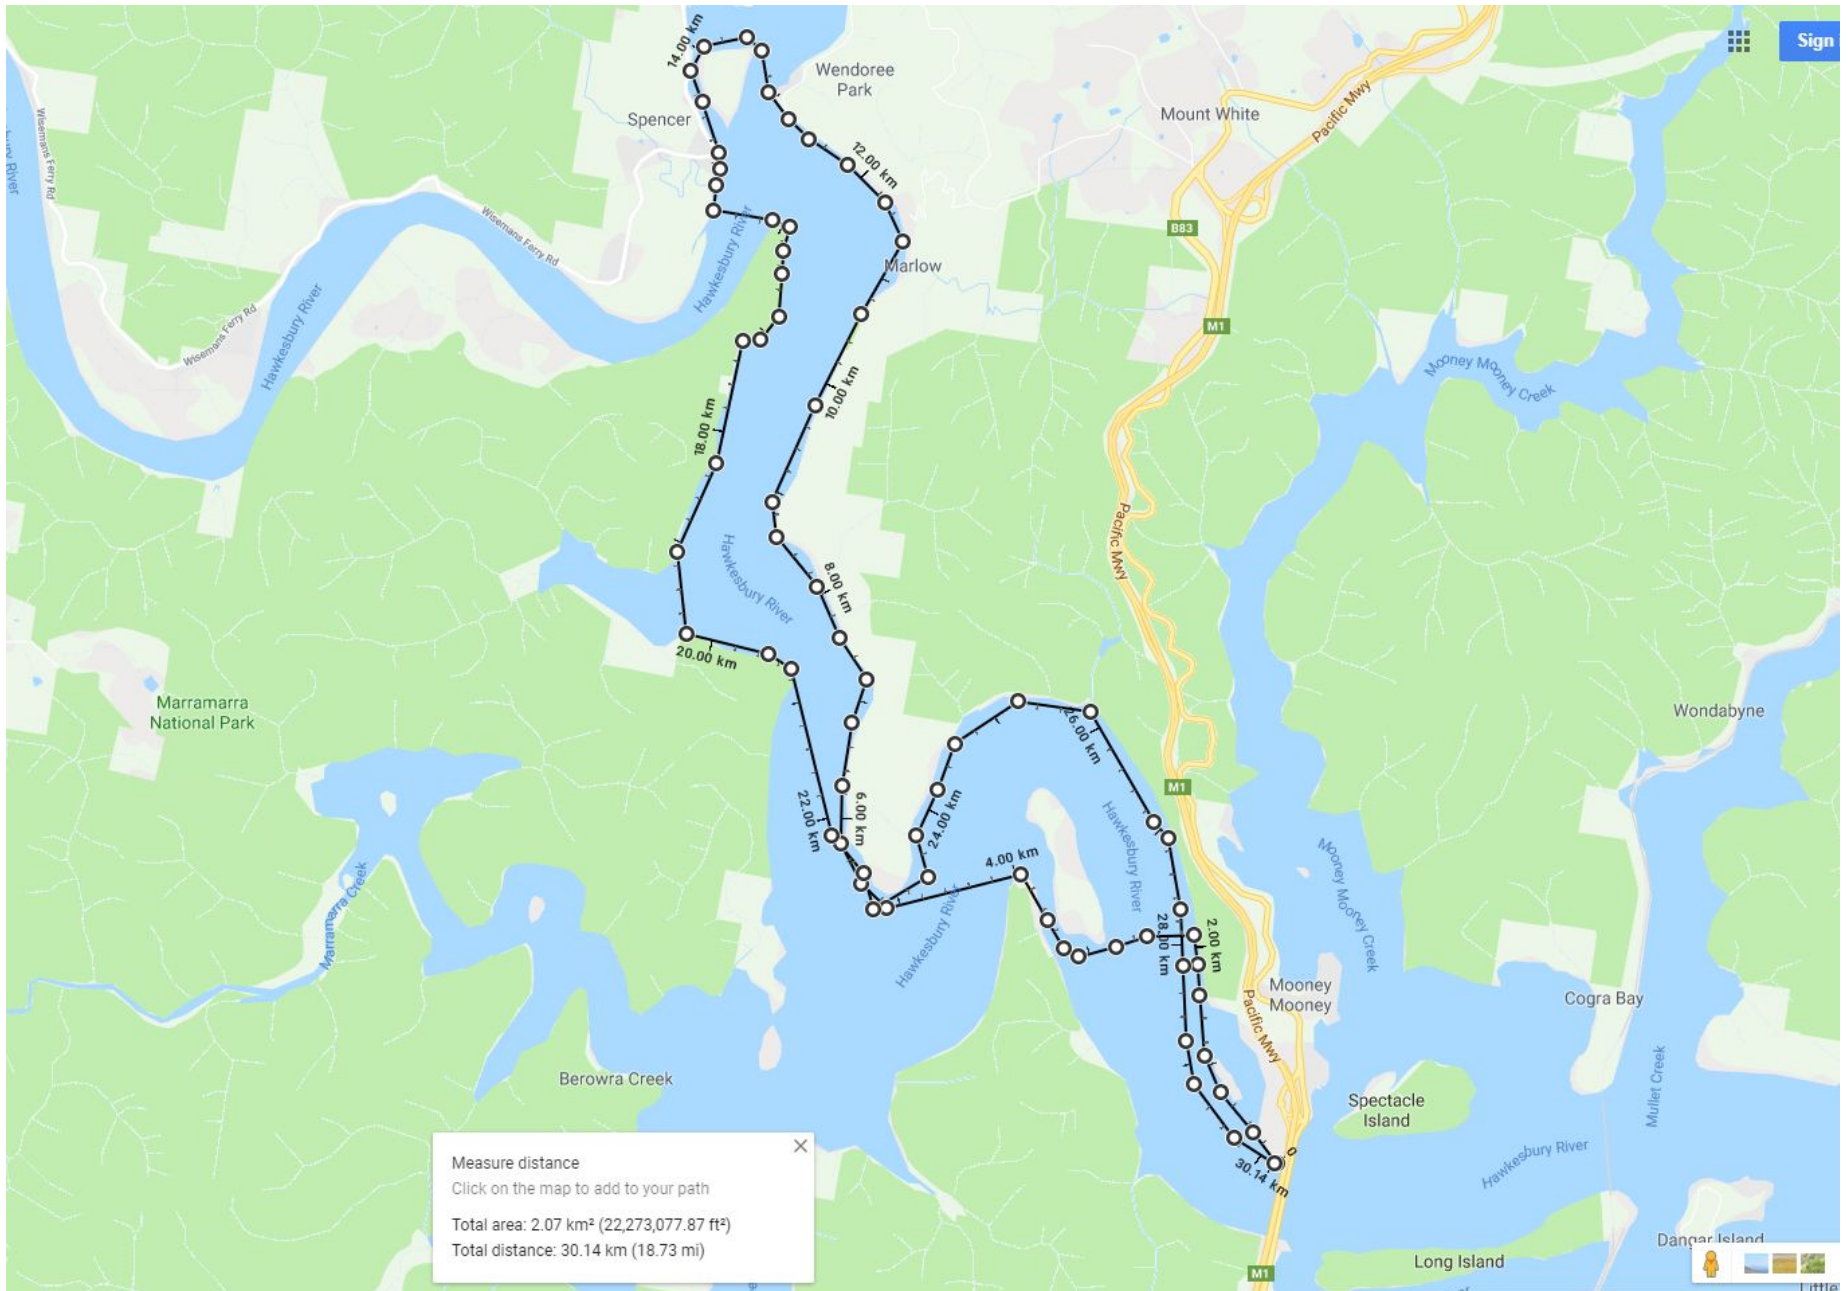 14.00 km
Wendoree
Park
Sign
Mount White
Pacific Mwy
Spencer
12.00 km
Wisemans Ferry Rd
bury River
Wisemans Ferry Rd
Hawkesbury River
B83
Marlow
Hawkesbury River
Wisemans Ferry Rd
M1
Mooney Mooney Creek
10.00 km
18.00 km
Pacific Mwy
Hawkesbury River
8.00 km
20.00 km
Marramarra
National Park
Wondabyne
26.00 km
M1
22.00 km
6.00 km
24.00 km
Hawkesbury River
4.00 km
Mooney Mooney Creek
Marramarra Creek
Hawkesbury River
28.00 km
2.00 km
Mooney
Mooney
Pacific Mwy
Cogra Bay
Berowra Creek
Mullet Creek
Spectacle
Island
0
30.14 km
Hawkesbury River
Measure distance
Click on the map to add to your path
Total area: 2.07 km² (22,273,077.87 ft²)
Total distance: 30.14 km (18.73 mi)
Dangar Island
Long Island
M1
Little